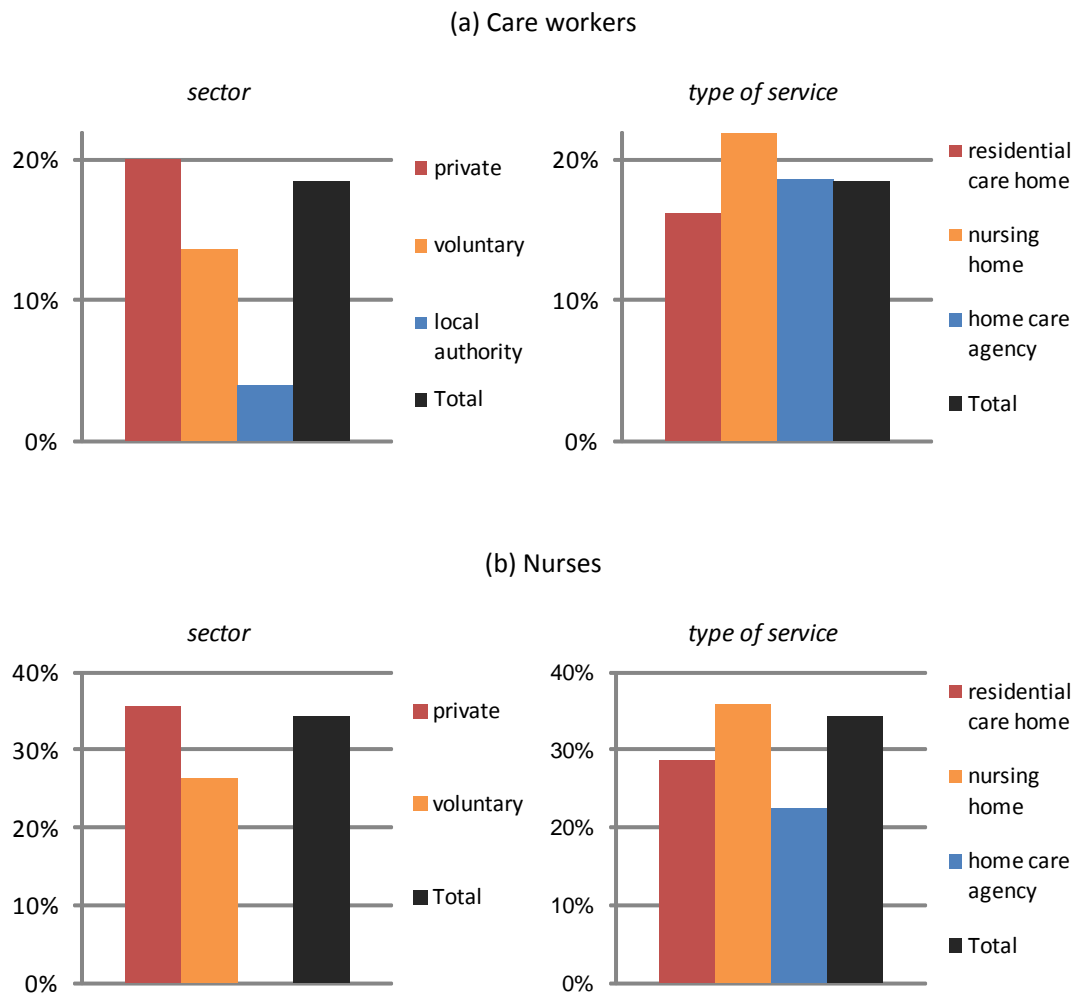 (a) Care workers
sector
20%
10%
0%
private
voluntary
local
authority
Total
type of service
20%
10%
0%
residential
care home
nursing
home
home care
agency
Total
(b) Nurses
sector
40%
30%
20%
10%
0%
private
voluntary
Total
type of service
40%
30%
20%
10%
0%
residential
care home
nursing
home
home care
agency
Total